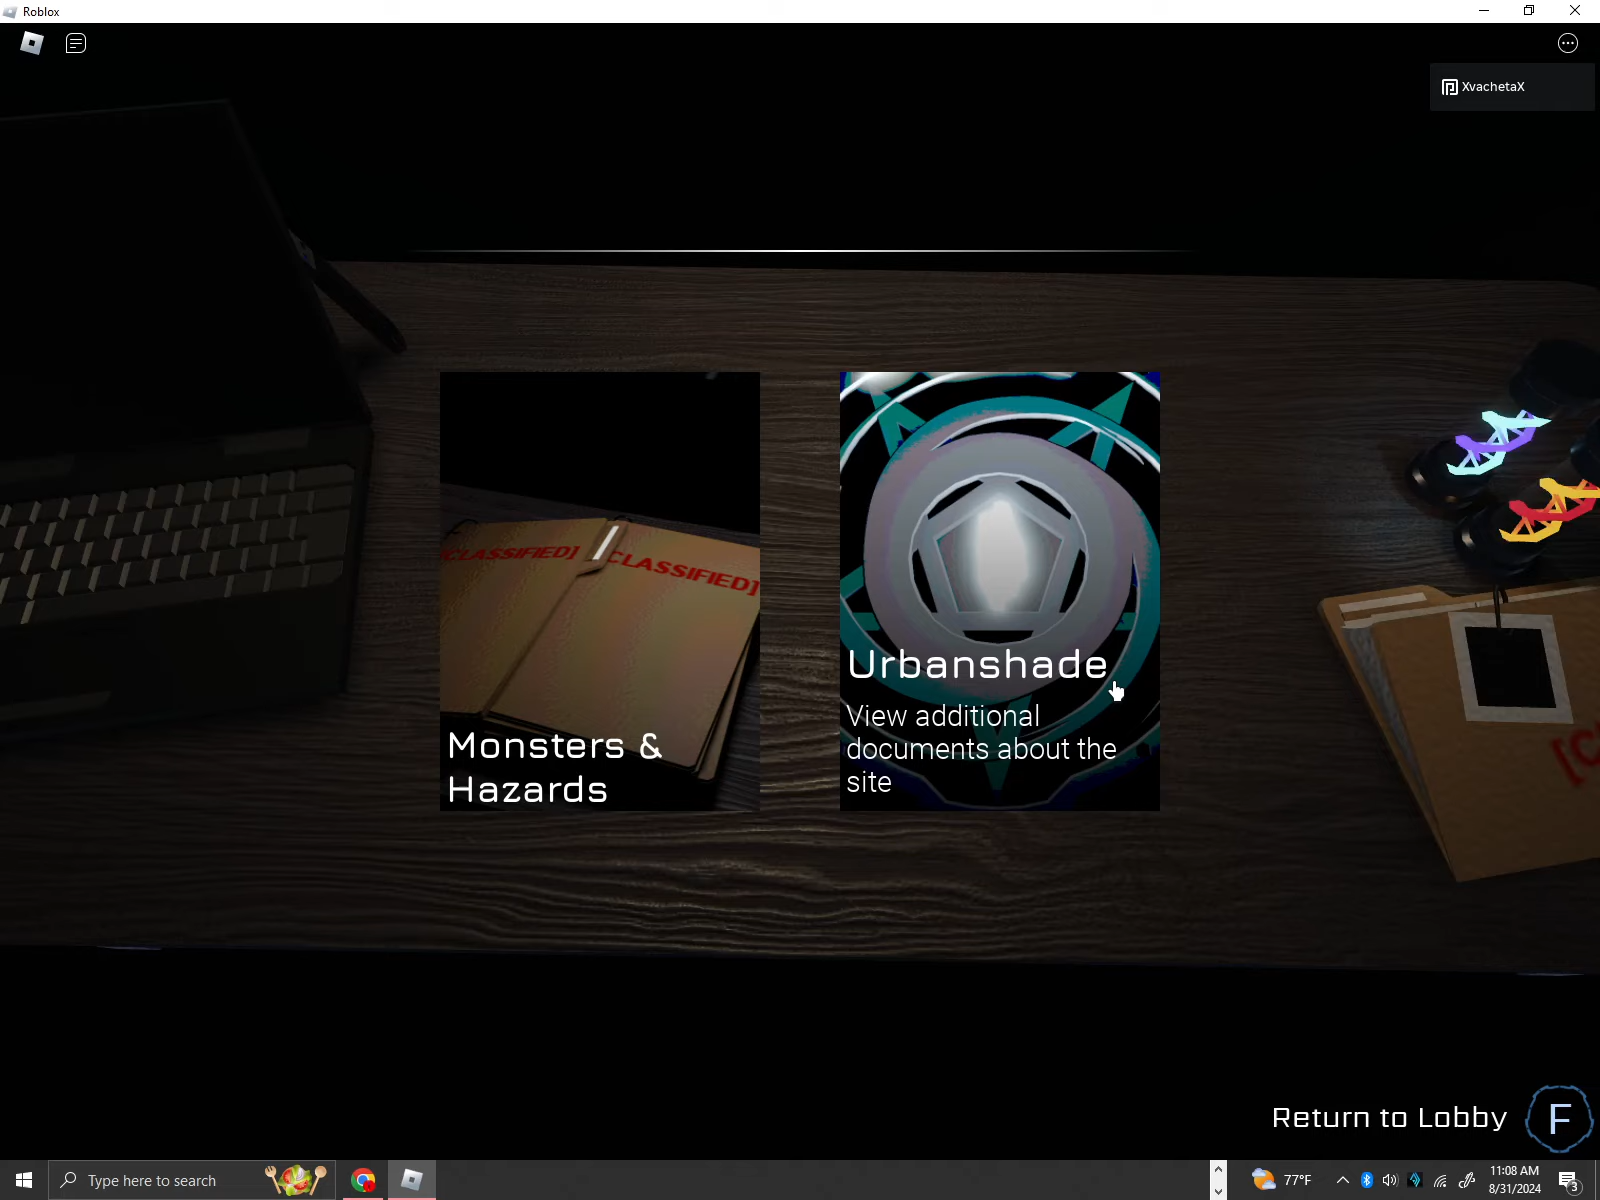 Roblox
XvachetaX
[CLASSIFIED]
CLASSIFIED]
Monsters &
Hazards
Urbanshade
View additional
documents about the
site
[C
Return to Lobby
F
Type here to search
77°F
11:08 AM
8/31/2024
3